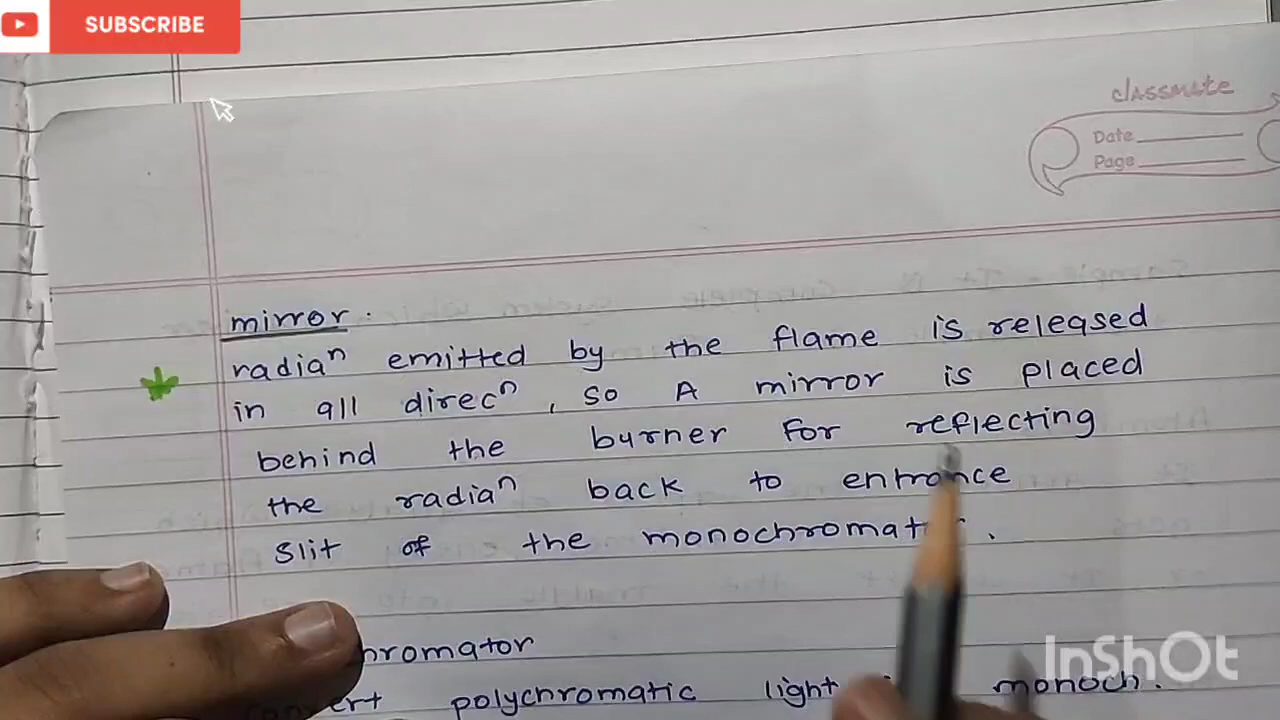 SUBSCRIBE
classmate
Date
Page
mirror.
radiaⁿ emitted by the flame is released
in all direcⁿ, so A mirror is placed
behind the burner for reflecting
the radiaⁿ back to entrance
slit of the
hromator
polychromatic light monoch.
InShOt